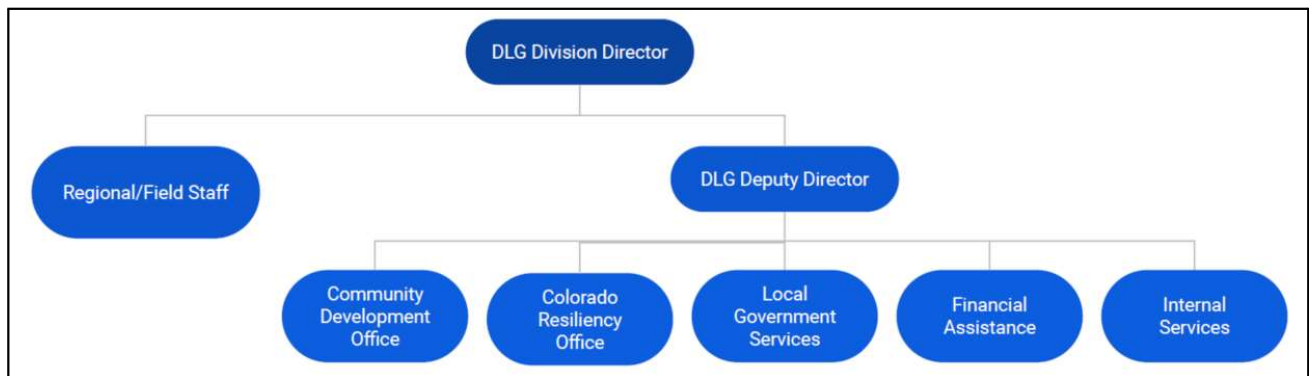 DLG Division Director
Regional/Field Staff
DLG Deputy Director
Community
Development
Office
Colorado
Resiliency
Office
Local
Government
Services
Financial
Assistance
Internal
Services